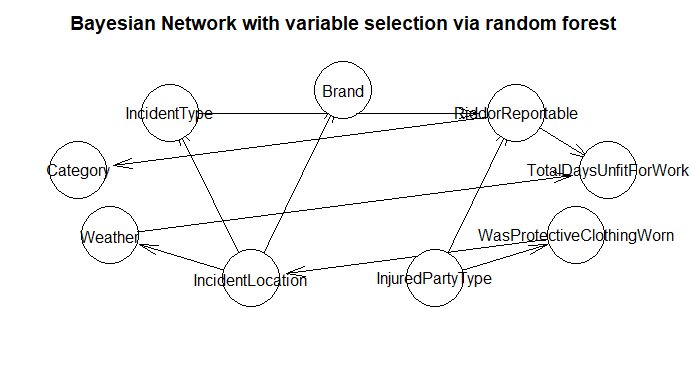 Bayesian Network with variable selection via random forest
Brand
IncidentType
RiddorReportable
Category
TotalDaysUnfitForWork
Weather
WasProtectiveClothingWorn
IncidentLocation
InjuredPartyType